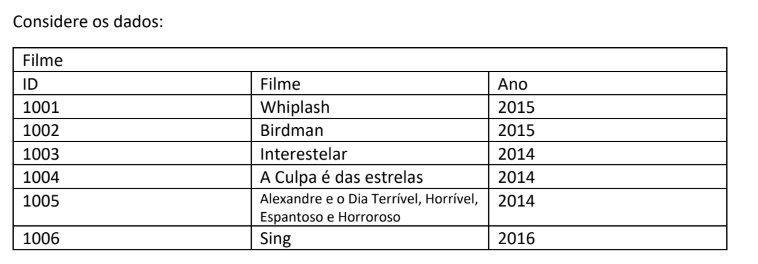 Considere os dados:
Filme
ID Filme Ano
1001 Whiplash 2015
1002 Birdman 2015
1003 Interestelar 2014
1004 A Culpa é das estrelas 2014
1005 Alexandre e o Dia Terrível, Horrível, 2014
Espantoso e Horroroso
1006 Sing 2016